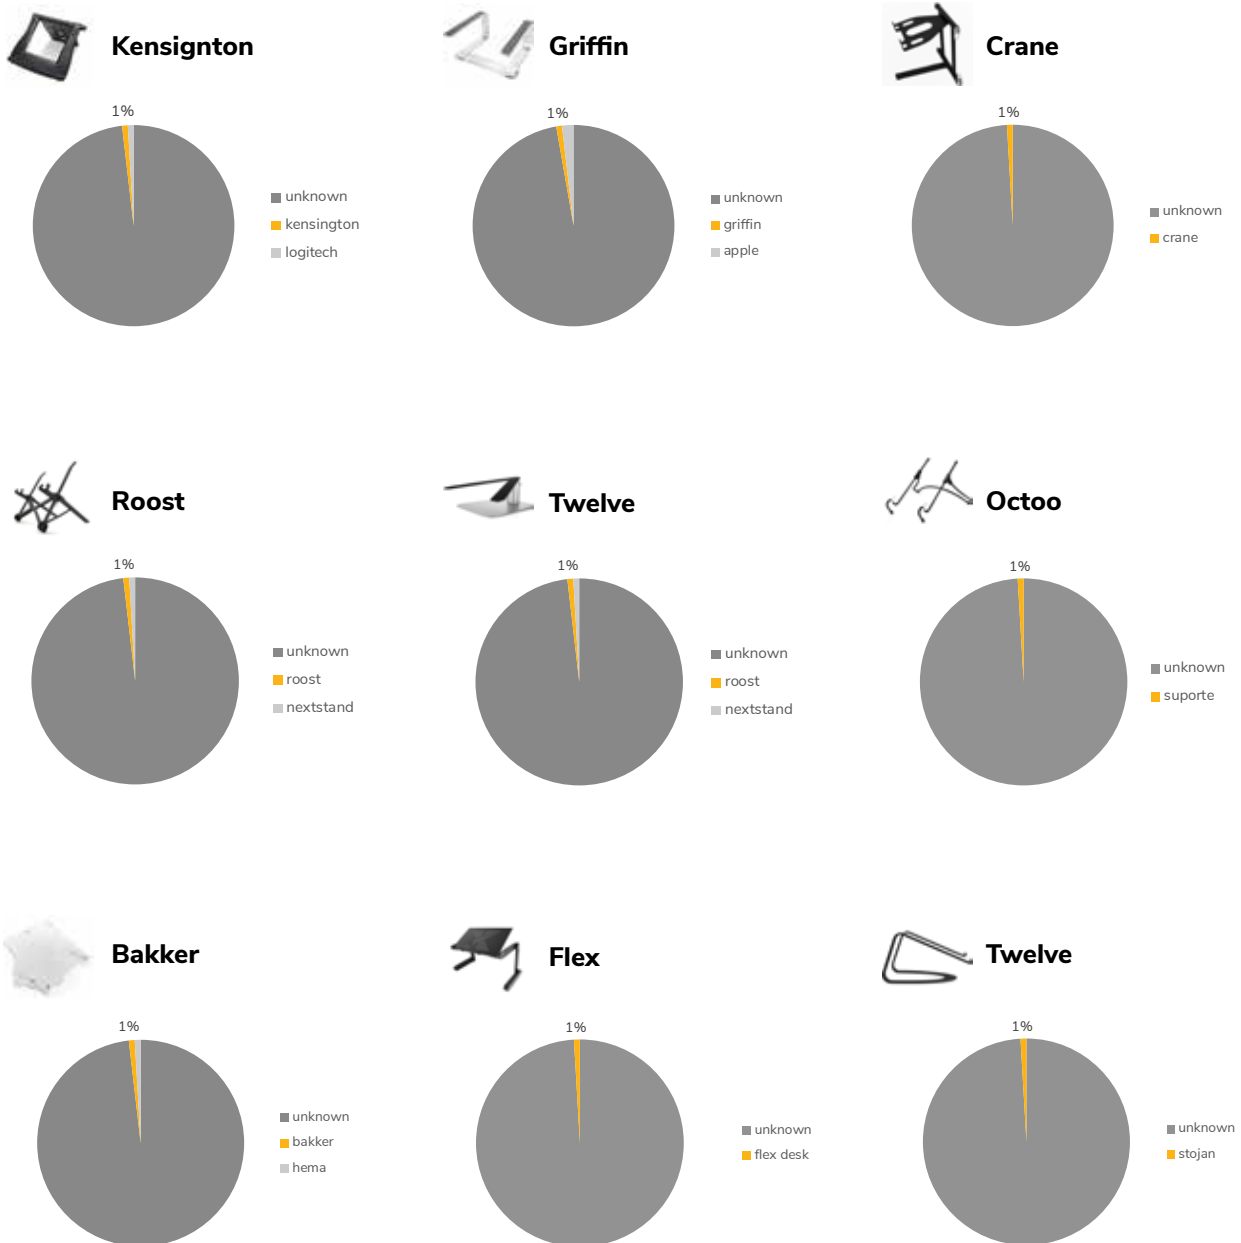 Kensignton
1%
unknown
kensington
logitech
Griffin
1%
unknown
griffin
apple
Crane
1%
unknown
crane
Roost
1%
unknown
roost
nextstand
Twelve
1%
unknown
roost
nextstand
Octoo
1%
unknown
suporte
Bakker
1%
unknown
bakker
hema
Flex
1%
unknown
flex desk
Twelve
1%
unknown
stojan